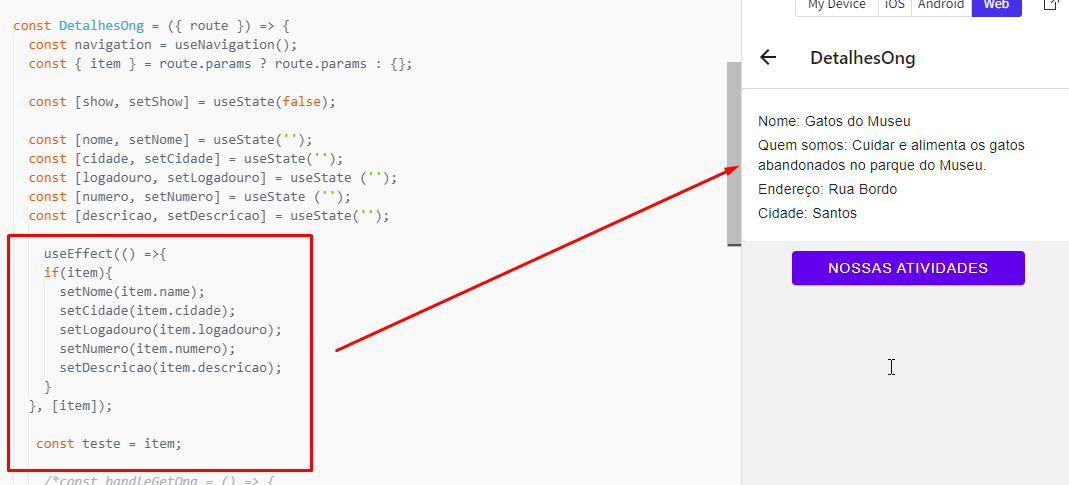 const DetalhesOng = ({ route }) => {
const navigation = useNavigation();
const { item } = route.params ? route.params : {};
const [show, setShow] = useState(false);
const [nome, setNome] = useState('');
const [cidade, setCidade] = useState('');
const [logadouro, setLogadouro] = useState ('');
const [numero, setNumero] = useState ('');
const [descricao, setDescricao] = useState('');
useEffect(() =>{
if(item){
setNome(item.name);
setCidade(item.cidade);
setLogadouro(item.logadouro);
setNumero(item.numero);
setDescricao(item.descricao);
}
}, [item]);
const teste = item;
/*const handleGetOng = () => {
My Device iOS Android Web
DetalhesOng
Nome: Gatos do Museu
Quem somos: Cuidar e alimenta os gatos
abandonados no parque do Museu.
Endereço: Rua Bordo
Cidade: Santos
NOSSAS ATIVIDADES